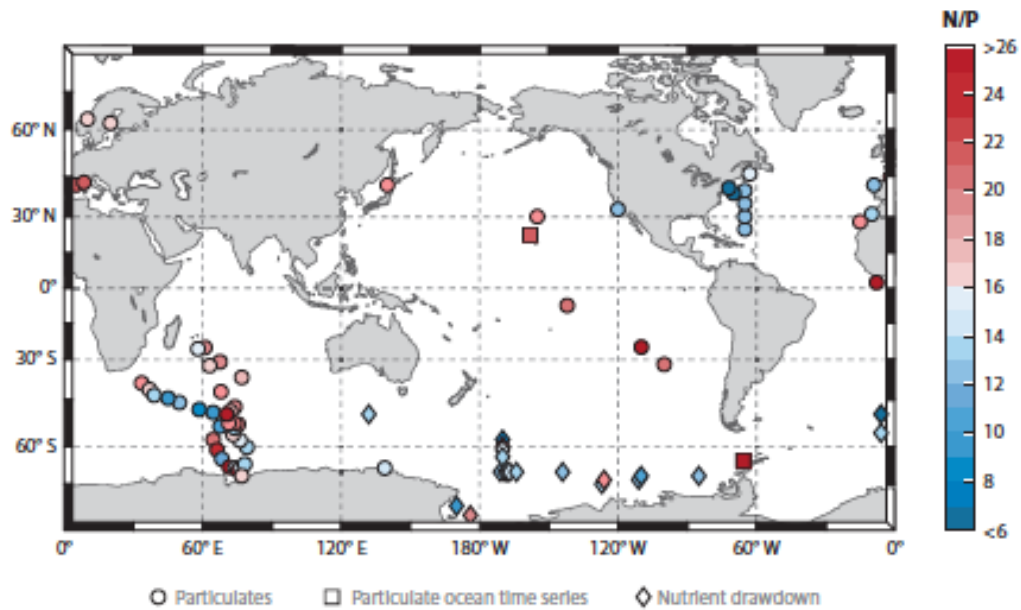 N/P
>26
24
22
20
18
16
14
12
10
8
<6
60° N
30° N
0°
30° S
60° S
0° 60° E 120° E 180° W 120° W 60° W 0°
Particulates Particulate ocean time series Nutrient drawdown